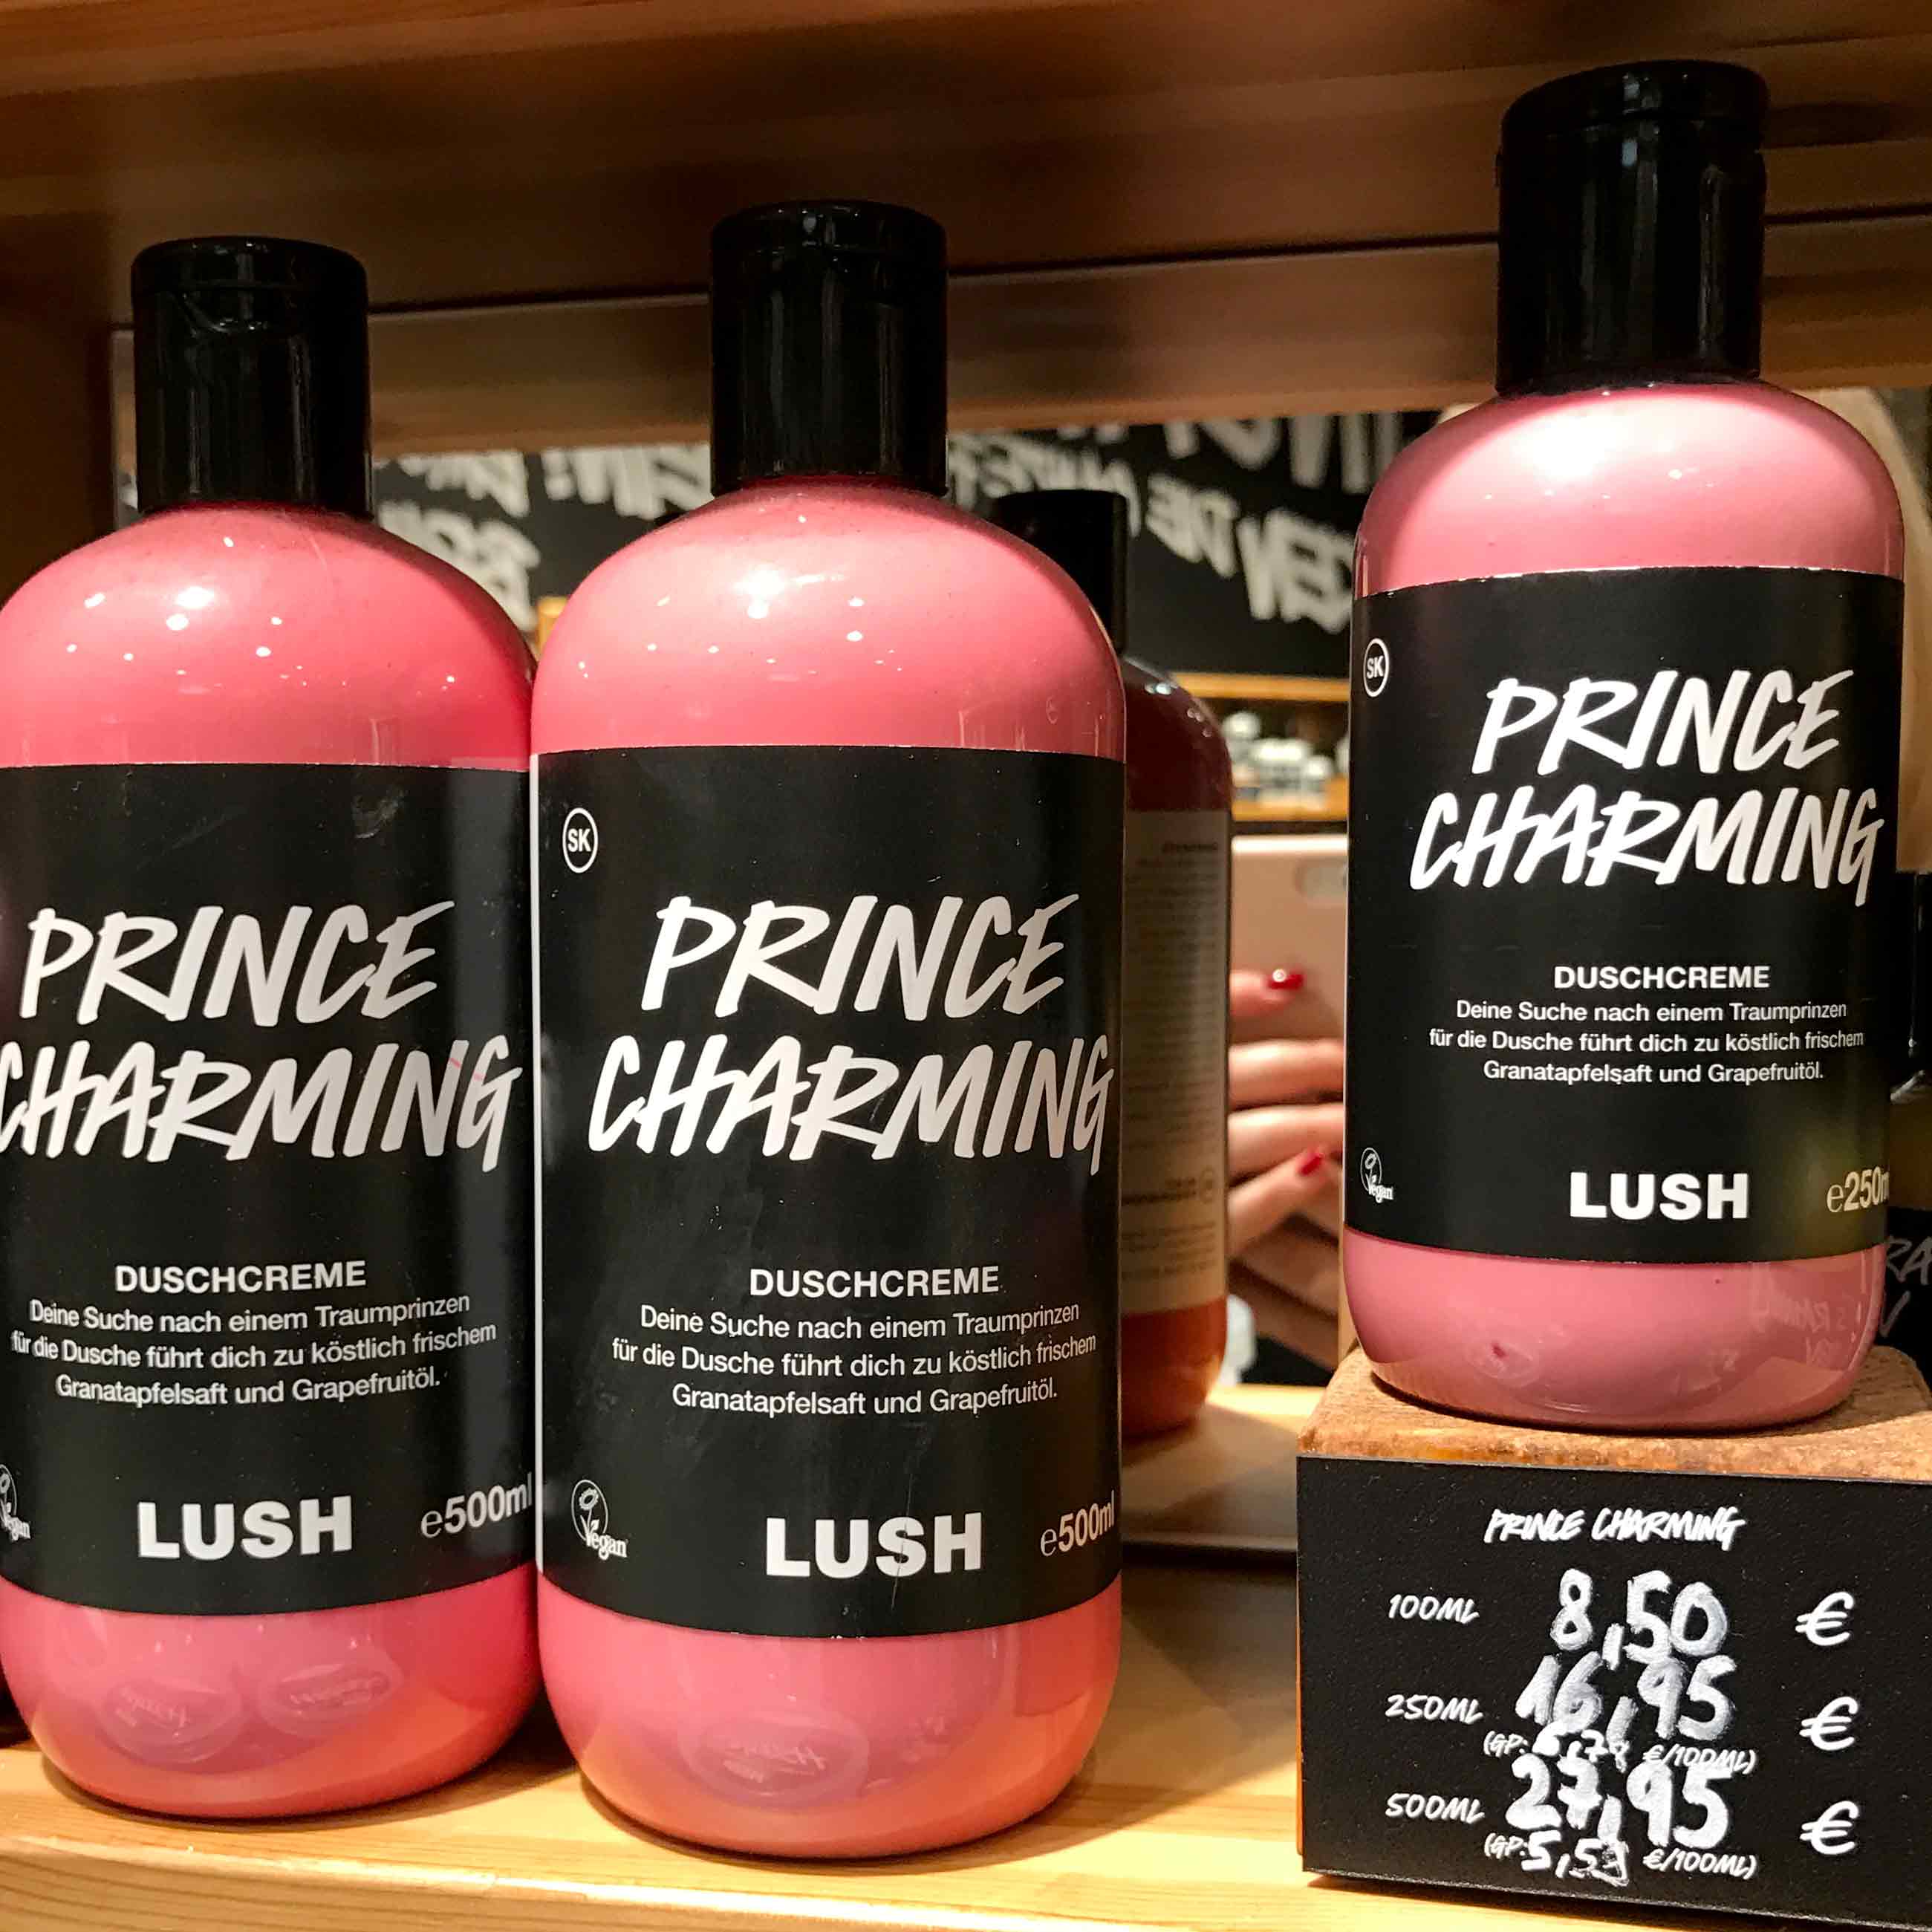 PRINCE
CHARMING
DUSCHCREME
Deine Suche nach einem Traumprinzen
für die Dusche führt dich zu köstlich frischem
Granatapfelsaft und Grapefruitöl.
Vegan
LUSH
e500ml
SK
PRINCE
CHARMING
DUSCHCREME
Deine Suche nach einem Traumprinzen
für die Dusche führt dich zu köstlich frischem
Granatapfelsaft und Grapefruitöl.
Vegan
LUSH
e500ml
SK
PRINCE
CHARMING
DUSCHCREME
Deine Suche nach einem Traumprinzen
für die Dusche führt dich zu köstlich frischem
Granatapfelsaft und Grapefruitöl.
Vegan
LUSH
e250m
PRINCE CHARMING
100ML 8,50 €
250ML 16,95 €
(GP: €/100ML)
500ML 27,95 €
(GP: €/100ML)